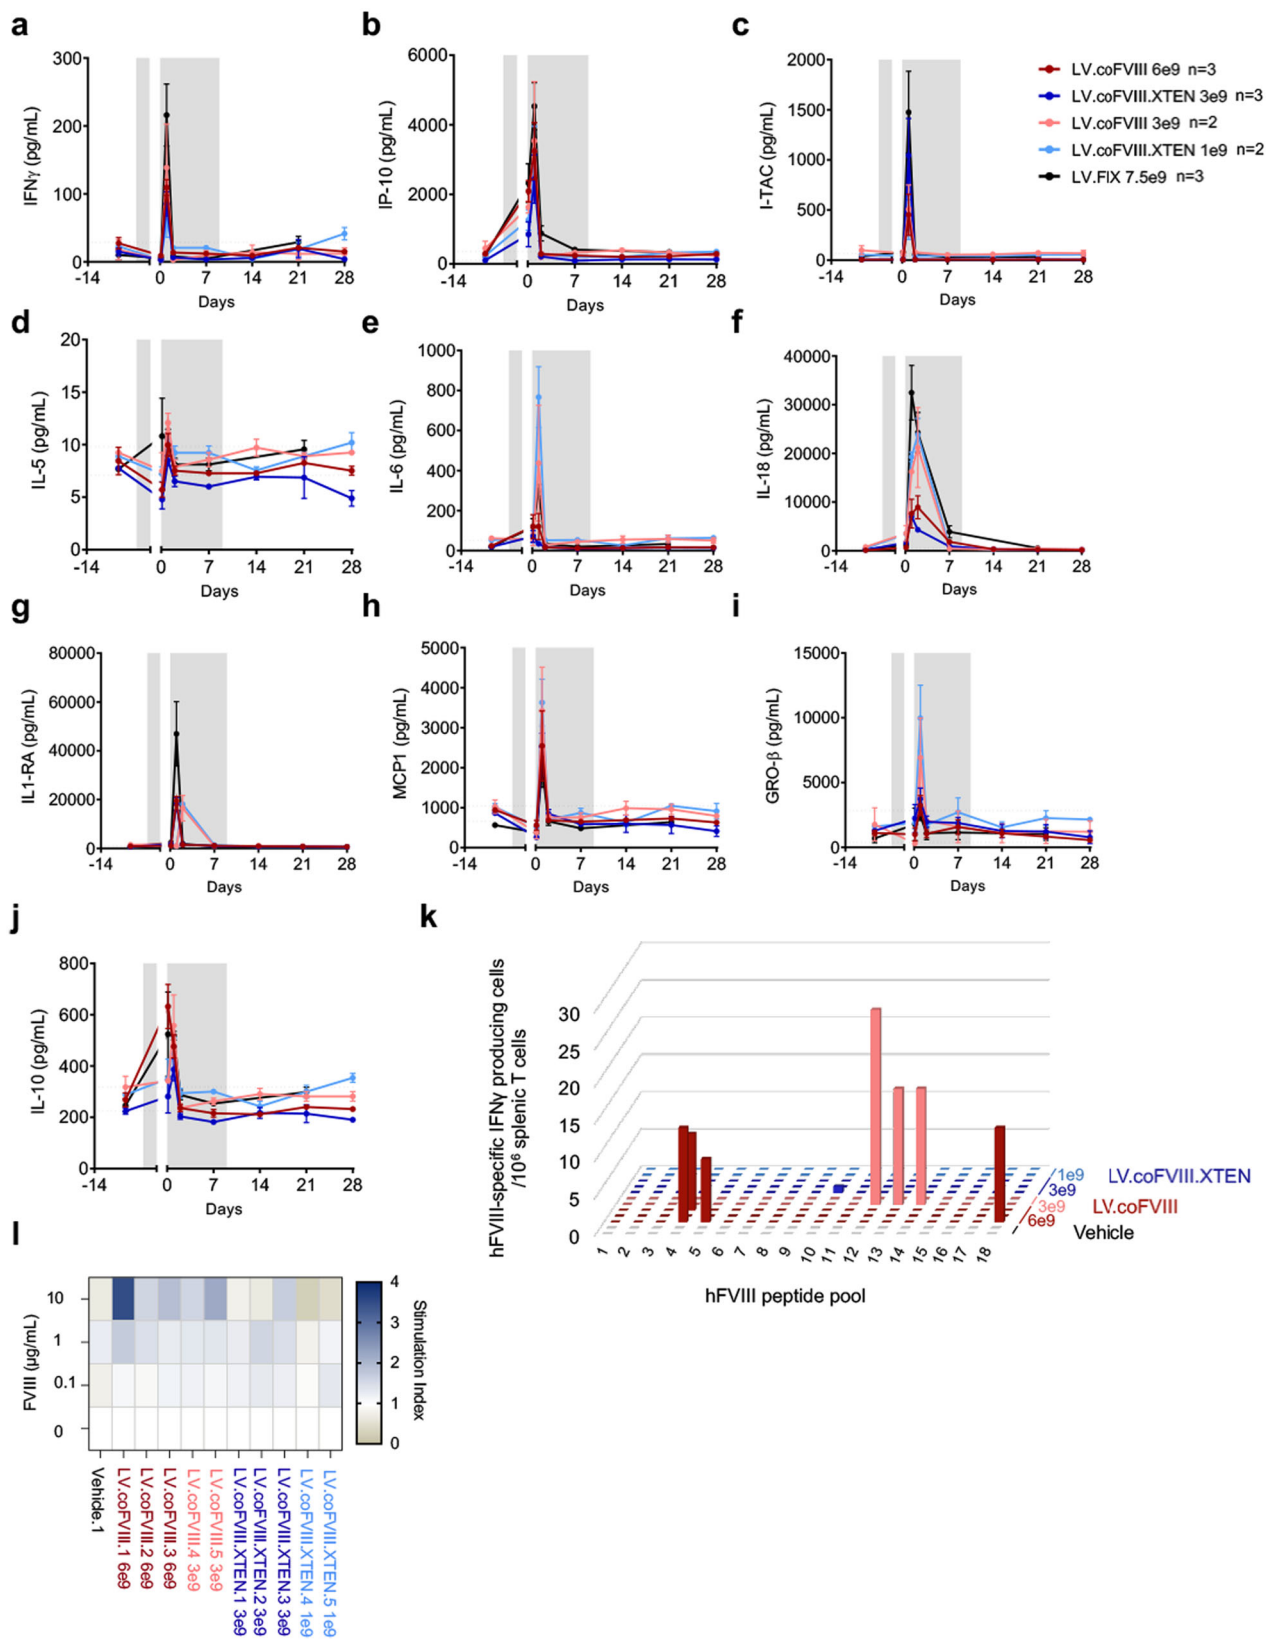 a
300
200
100
0
IFNγ (pg/mL)
-14 0 7 14 21 28
Days
b
6000
4000
2000
0
IP-10 (pg/mL)
-14 0 7 14 21 28
Days
c
2000
1500
1000
500
0
I-TAC (pg/mL)
-14 0 7 14 21 28
Days
LV.coFVIII 6e9 n=3
LV.coFVIII.XTEN 3e9 n=3
LV.coFVIII 3e9 n=2
LV.coFVIII.XTEN 1e9 n=2
LV.FIX 7.5e9 n=3
d
20
15
10
5
0
IL-5 (pg/mL)
-14 0 7 14 21 28
Days
e
1000
800
600
400
200
0
IL-6 (pg/mL)
-14 0 7 14 21 28
Days
f
40000
30000
20000
10000
0
IL-18 (pg/mL)
-14 0 7 14 21 28
Days
g
80000
60000
40000
20000
0
IL1-RA (pg/mL)
-14 0 7 14 21 28
Days
h
5000
4000
3000
2000
1000
0
MCP1 (pg/mL)
-14 0 7 14 21 28
Days
i
15000
10000
5000
0
GRO-β (pg/mL)
-14 0 7 14 21 28
Days
j
800
600
400
200
0
IL-10 (pg/mL)
-14 0 7 14 21 28
Days
k
hFVIII-specific IFNγ producing cells
/10⁶ splenic T cells
30
25
20
15
10
5
0
1 2 3 4 5 6 7 8 9 10 11 12 13 14 15 16 17 18
hFVIII peptide pool
1e9
3e9
LV.coFVIII.XTEN
3e9
6e9
LV.coFVIII
Vehicle
l
10
1
0.1
0
FVIII (μg/mL)
4
3
2
1
0
Stimulation Index
Vehicle.1
LV.coFVIII.1 6e9
LV.coFVIII.2 6e9
LV.coFVIII.3 6e9
LV.coFVIII.4 3e9
LV.coFVIII.5 3e9
LV.coFVIII.XTEN.1 3e9
LV.coFVIII.XTEN.2 3e9
LV.coFVIII.XTEN.3 3e9
LV.coFVIII.XTEN.4 1e9
LV.coFVIII.XTEN.5 1e9